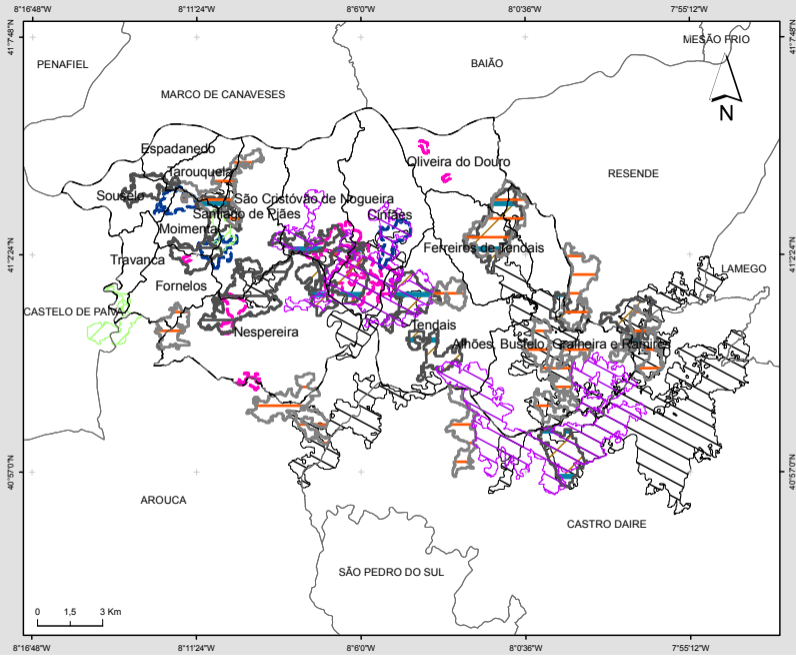 8°16'48"W 8°11'24"W 8°6'0"W 8°0'36"W 7°55'12"W
41°7'48"N 41°7'48"N
MESÃO FRIO
PENAFIEL
BAIÃO
MARCO DE CANAVESES
N
Espadanedo
Oliveira do Douro
Tarouquela
RESENDE
Souselo
São Cristóvão de Nogueira
Santiago de Piães
Cinfães
Moimenta
Ferreiros de Tendais
41°2'24"N 41°2'24"N
Travanca
LAMEGO
Fornelos
CASTELO DE PAIVA
Tendais
Nespereira
Alhões, Bustelo, Gralheira e Ramires
40°57'0"N 40°57'0"N
AROUCA
CASTRO DAIRE
SÃO PEDRO DO SUL
0 1,5 3 Km
8°16'48"W 8°11'24"W 8°6'0"W 8°0'36"W 7°55'12"W